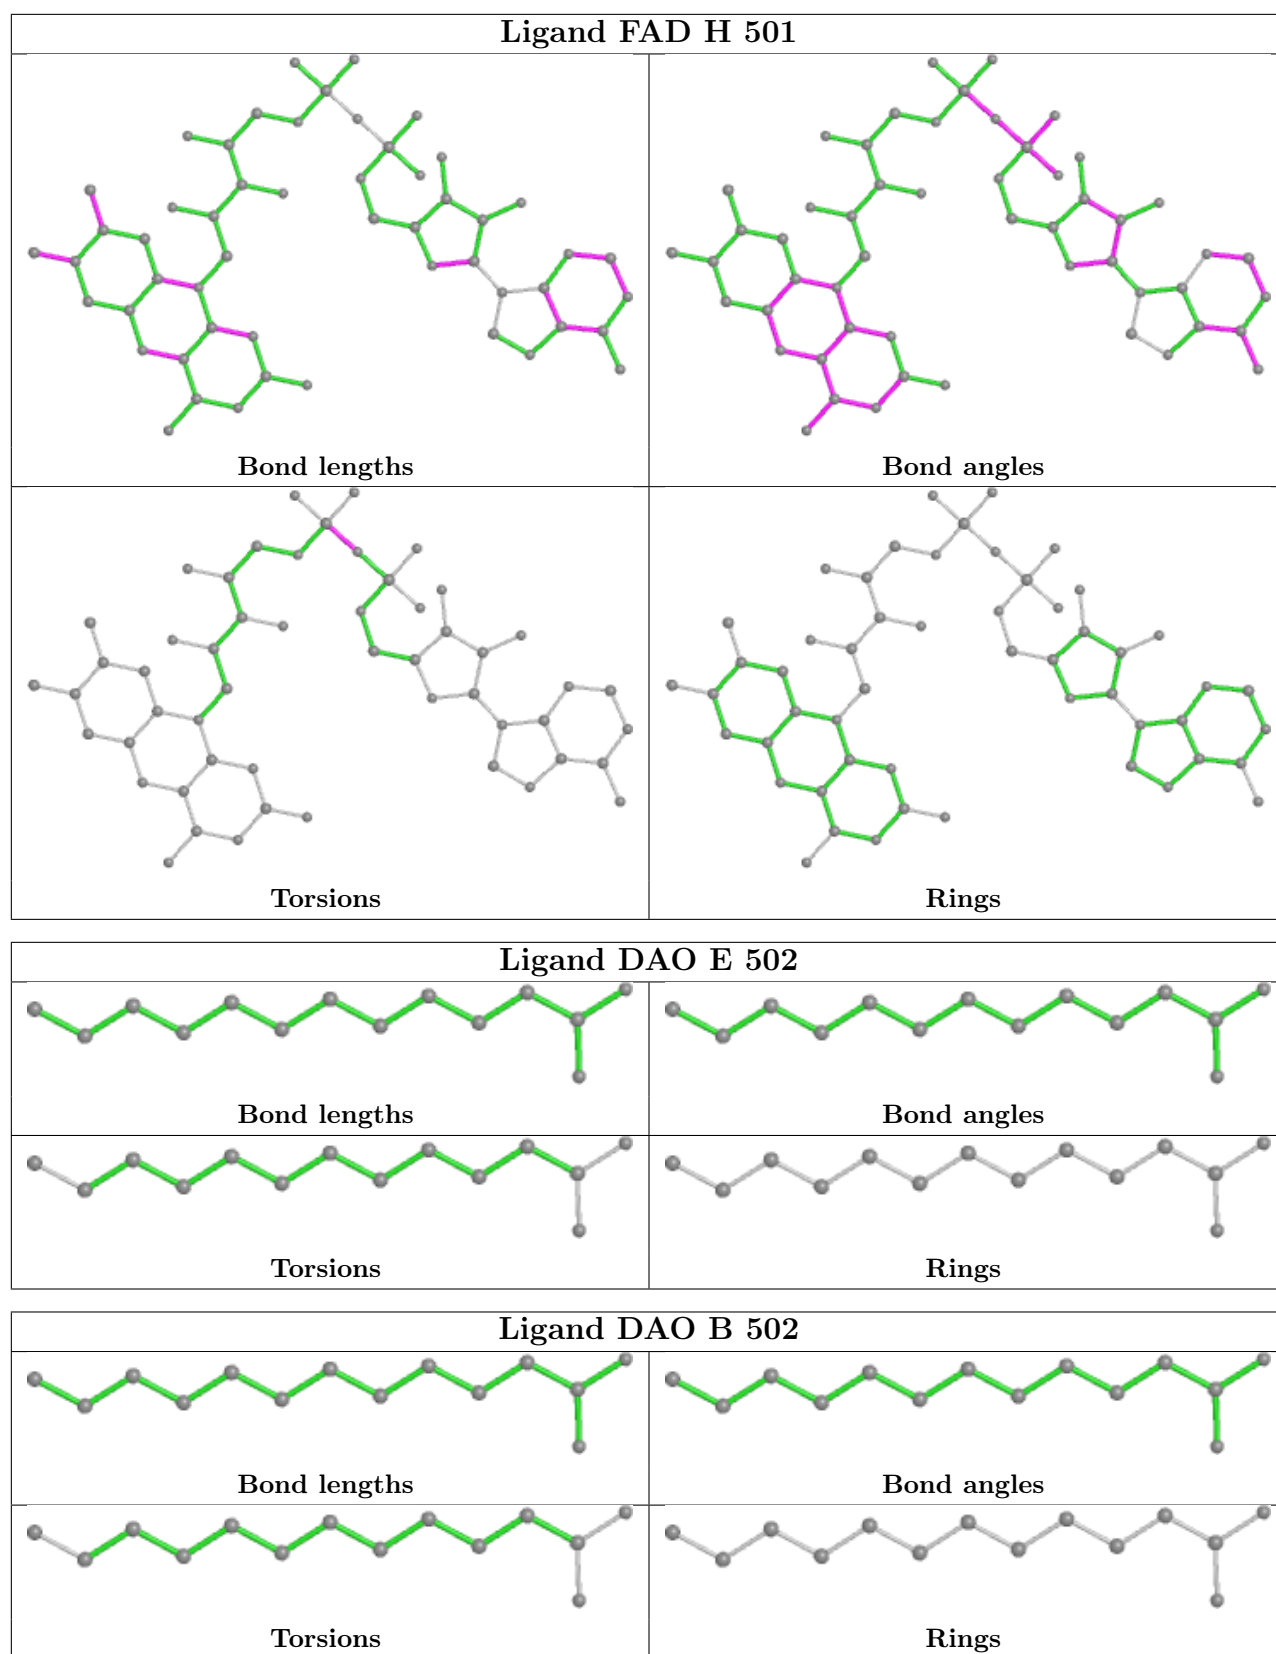 Ligand FAD H 501
Bond lengths
Bond angles
Torsions
Rings
Ligand DAO E 502
Bond lengths
Bond angles
Torsions
Rings
Ligand DAO B 502
Bond lengths
Bond angles
Torsions
Rings